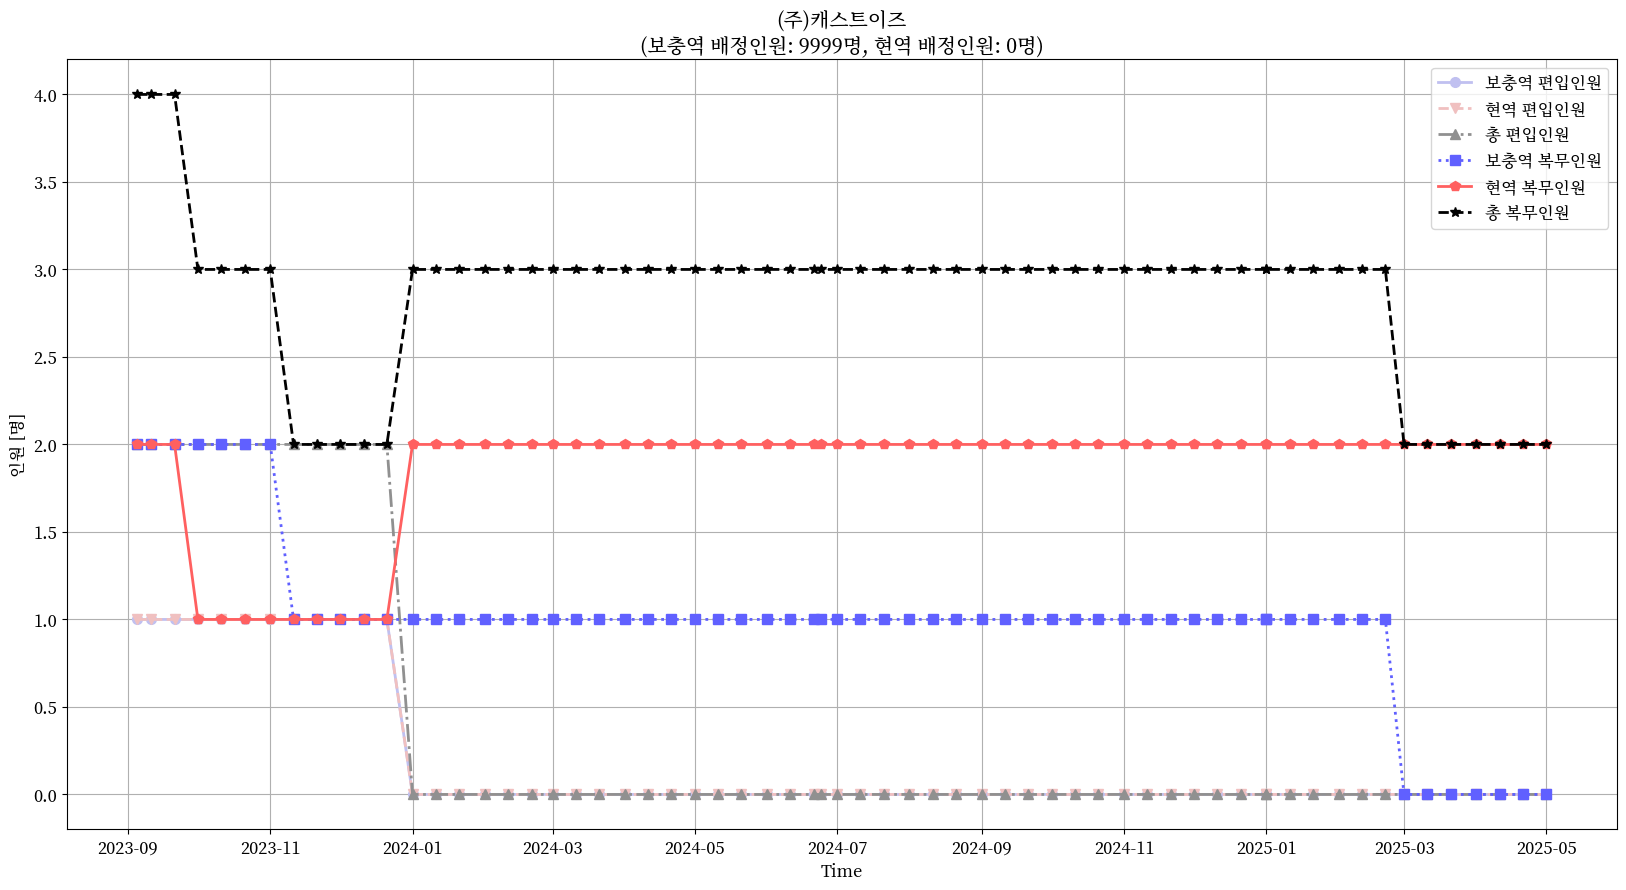 (주)캐스트이즈
(보충역 배정인원: 9999명, 현역 배정인원: 0명)
보충역 편입인원
현역 편입인원
총 편입인원
보충역 복무인원
현역 복무인원
총 복무인원
인원 [명]
4.0
3.5
3.0
2.5
2.0
1.5
1.0
0.5
0.0
2023-09
2023-11
2024-01
2024-03
2024-05
2024-07
2024-09
2024-11
2025-01
2025-03
2025-05
Time